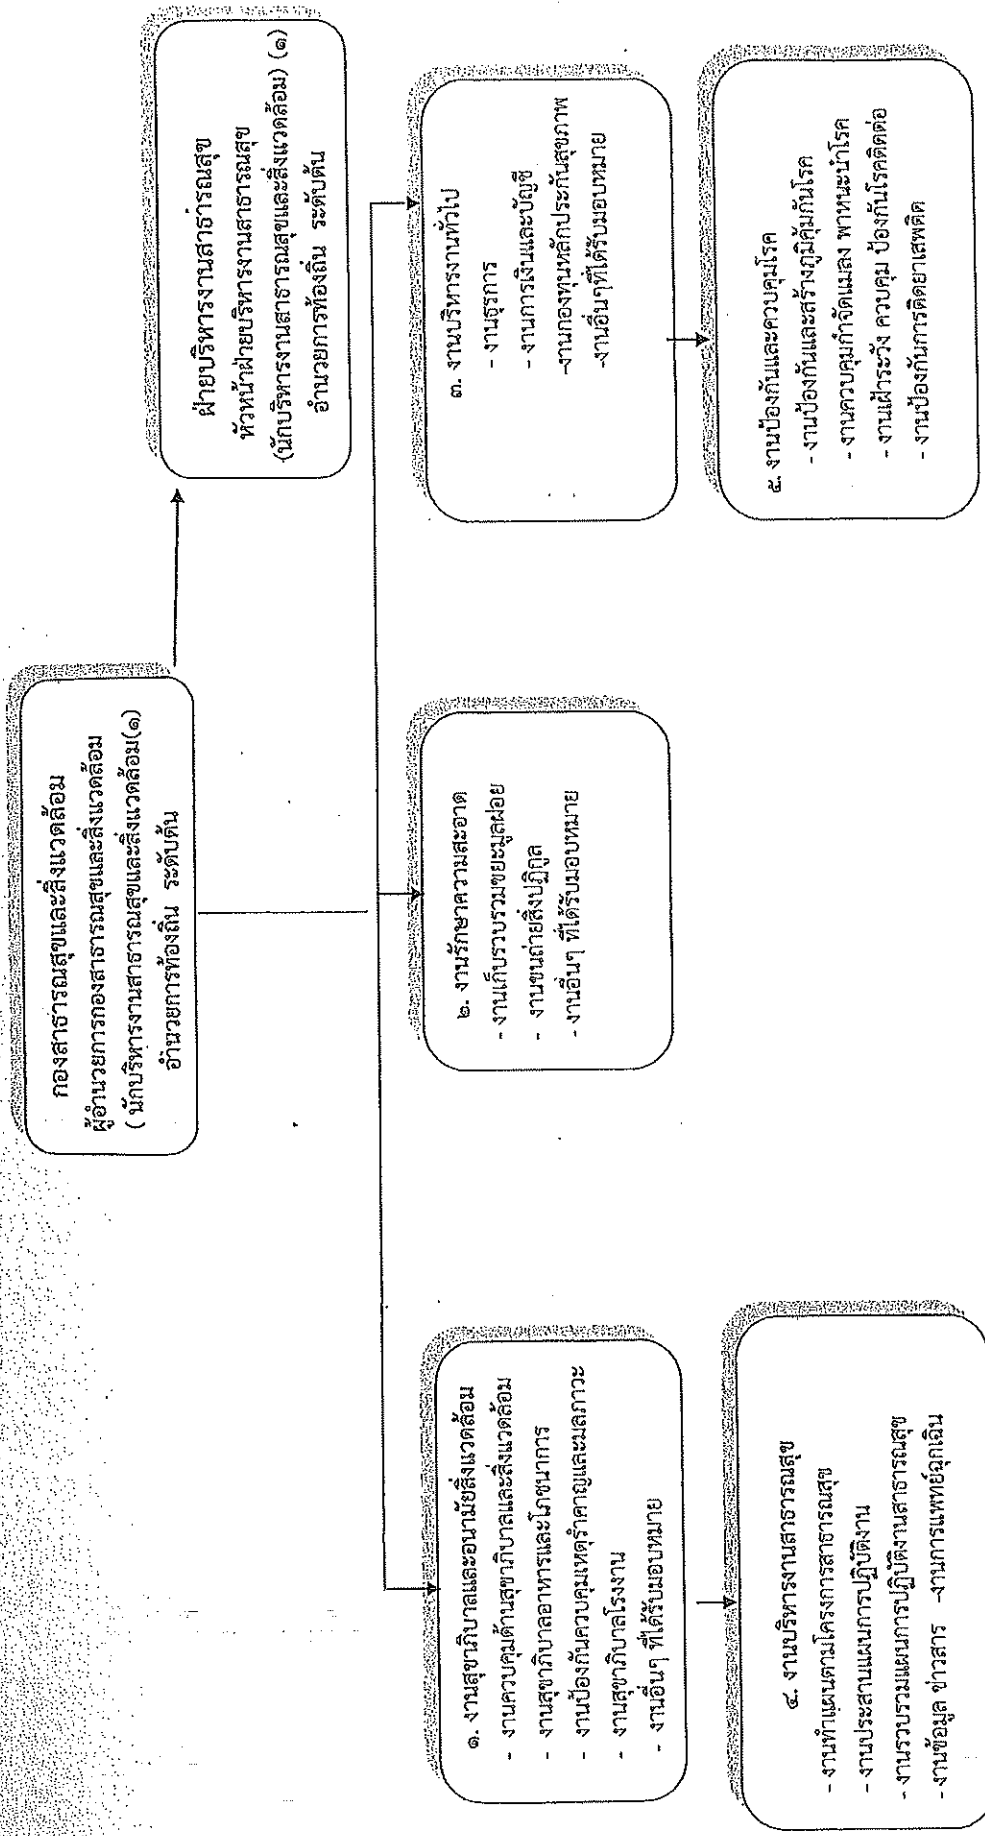 กองสาธารณสุขและสิ่งแวดล้อม
ผู้อำนวยการกองสาธารณสุขและสิ่งแวดล้อม
( นักบริหารงานสาธารณสุขและสิ่งแวดล้อม(๑)
อำนวยการท้องถิ่น ระดับต้น
ฝ่ายบริหารงานสาธารณสุข
หัวหน้าฝ่ายบริหารงานสาธารณสุข
(นักบริหารงานสาธารณสุขและสิ่งแวดล้อม) (๑)
อำนวยการท้องถิ่น ระดับต้น
๑. งานสุขาภิบาลและอนามัยสิ่งแวดล้อม
- งานควบคุมด้านสุขาภิบาลและสิ่งแวดล้อม
- งานสุขาภิบาลอาหารและโภชนาการ
- งานป้องกันควบคุมเหตุรำคาญและมลภาวะ
- งานสุขาภิบาลโรงงาน
- งานอื่นๆ ที่ได้รับมอบหมาย
๒. งานรักษาความสะอาด
- งานเก็บรวบรวมขยะมูลฝอย
- งานขนถ่ายสิ่งปฏิกูล
- งานอื่นๆ ที่ได้รับมอบหมาย
๓. งานบริหารงานทั่วไป
- งานธุรการ
- งานการเงินและบัญชี
-งานกองทุนหลักประกันสุขภาพ
-งานอื่นๆที่ได้รับมอบหมาย
๔. งานบริหารงานสาธารณสุข
- งานทำแผนตามโครงการสาธารณสุข
- งานประสานแผนการปฏิบัติงาน
- งานรวบรวมแผนการปฏิบัติงานสาธารณสุข
- งานข้อมูล ข่าวสาร -งานการแพทย์ฉุกเฉิน
๕. งานป้องกันและควบคุมโรค
- งานป้องกันและสร้างภูมิคุ้มกันโรค
- งานควบคุมกำจัดแมลง พาหนะนำโรค
- งานเฝ้าระวัง ควบคุม ป้องกันโรคติดต่อ
- งานป้องกันการติดยาเสพติด